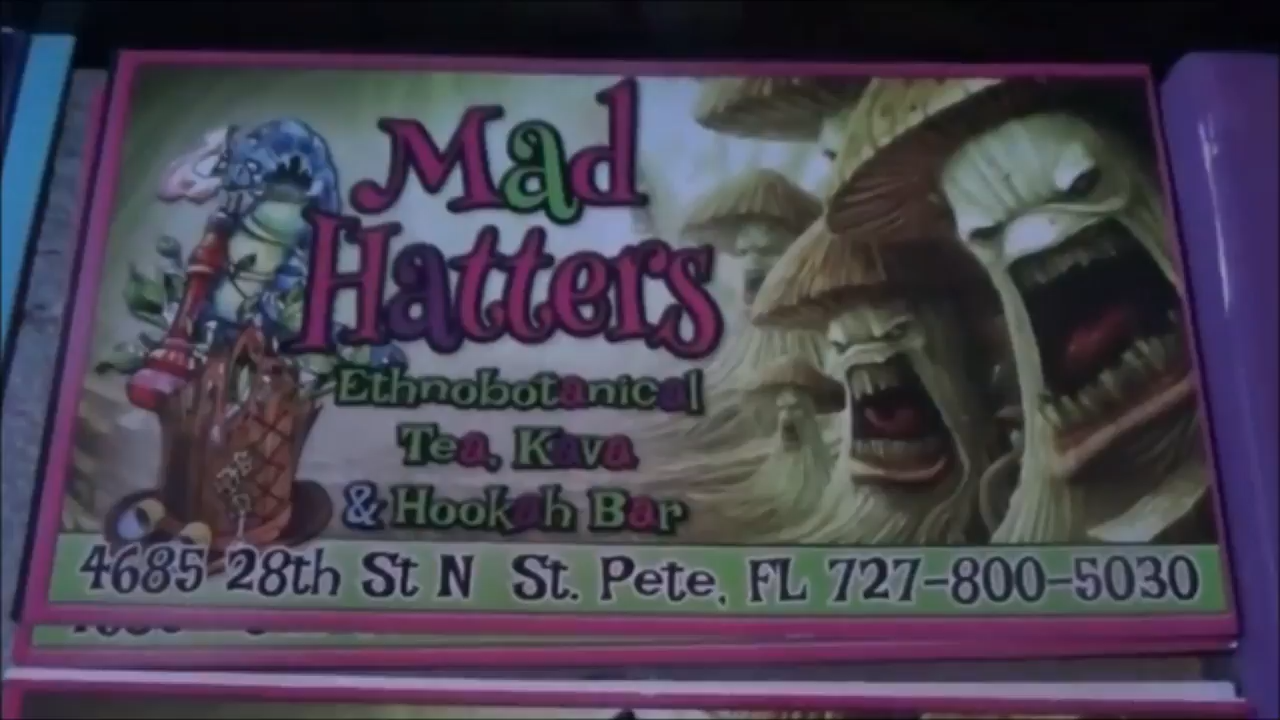 Mad
Hatters
Ethnobotanical
Tea, Kava
& Hookah Bar
4685 28th St N St. Pete, FL 727-800-5030